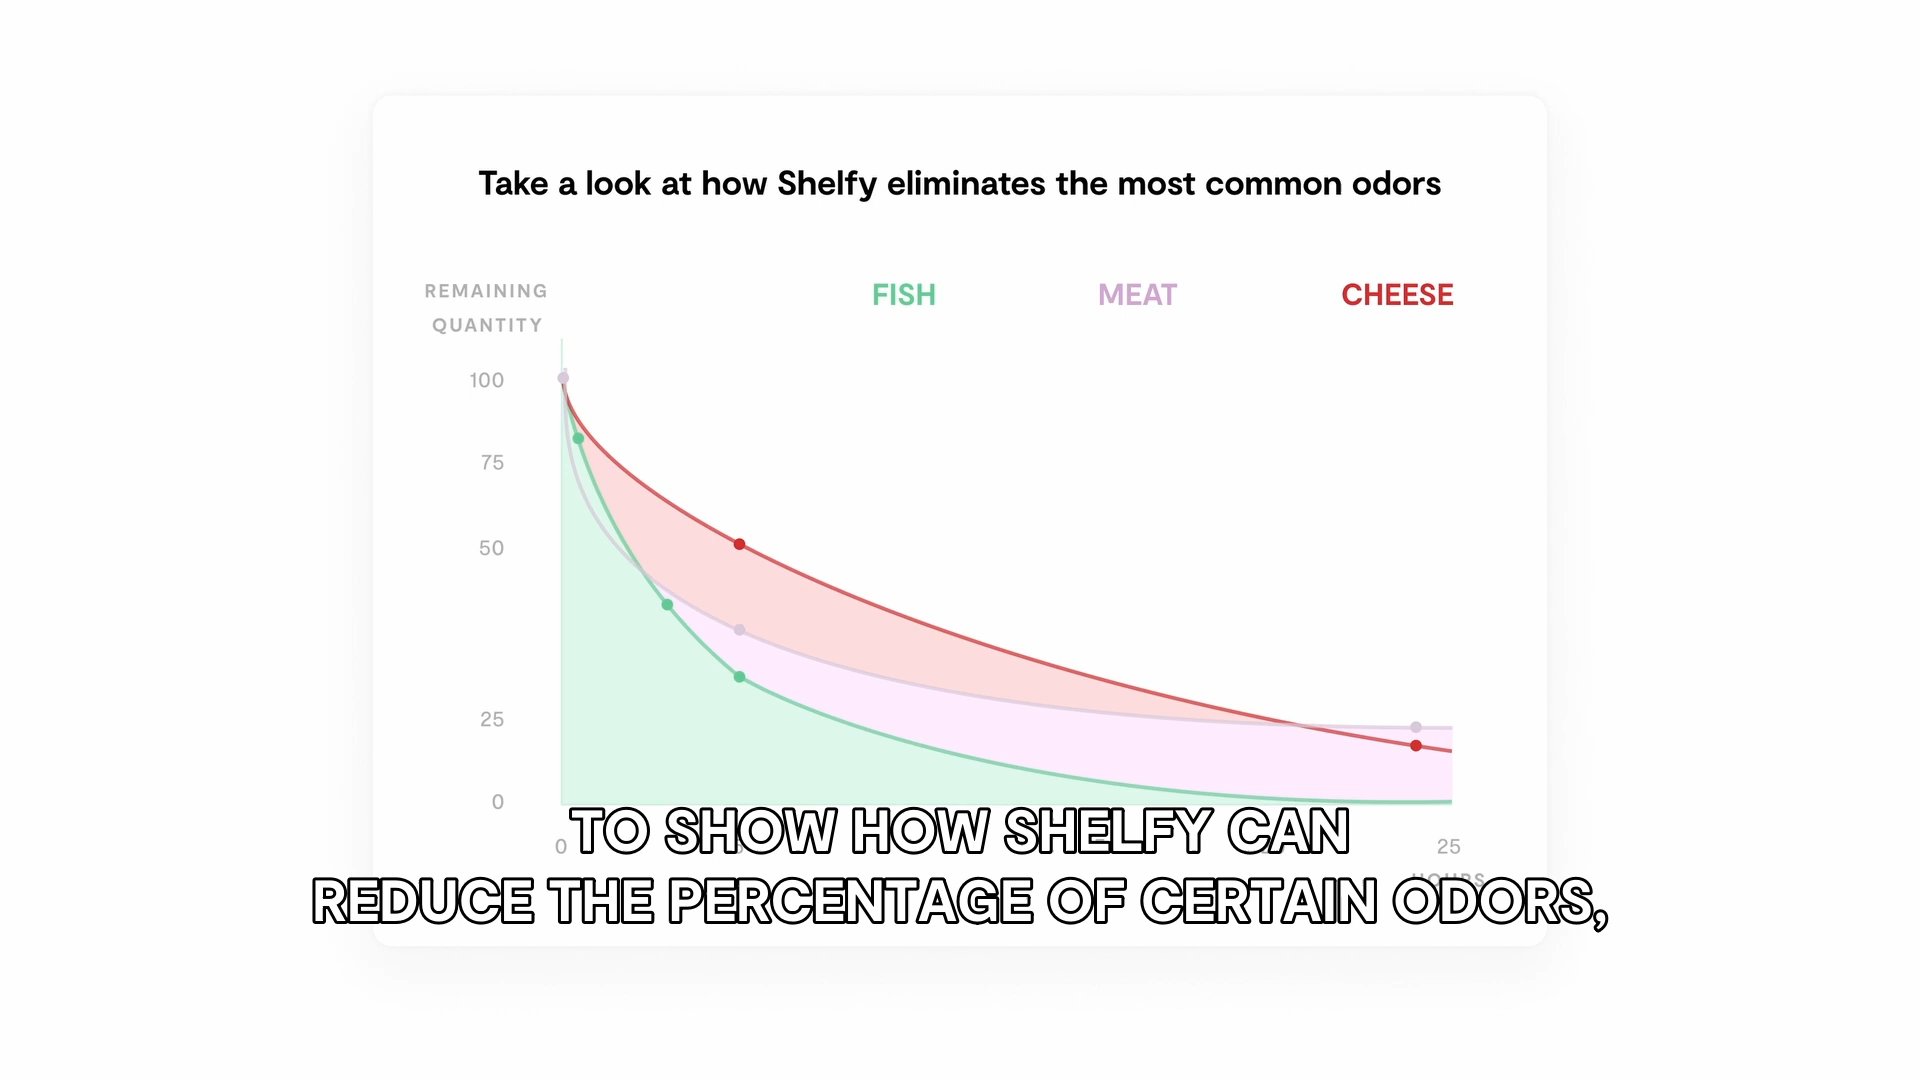 Take a look at how Shelfy eliminates the most common odors
REMAINING
QUANTITY
FISH
MEAT
CHEESE
100
75
50
25
0
0
25
HOURS
TO SHOW HOW SHELFY CAN
REDUCE THE PERCENTAGE OF CERTAIN ODORS,